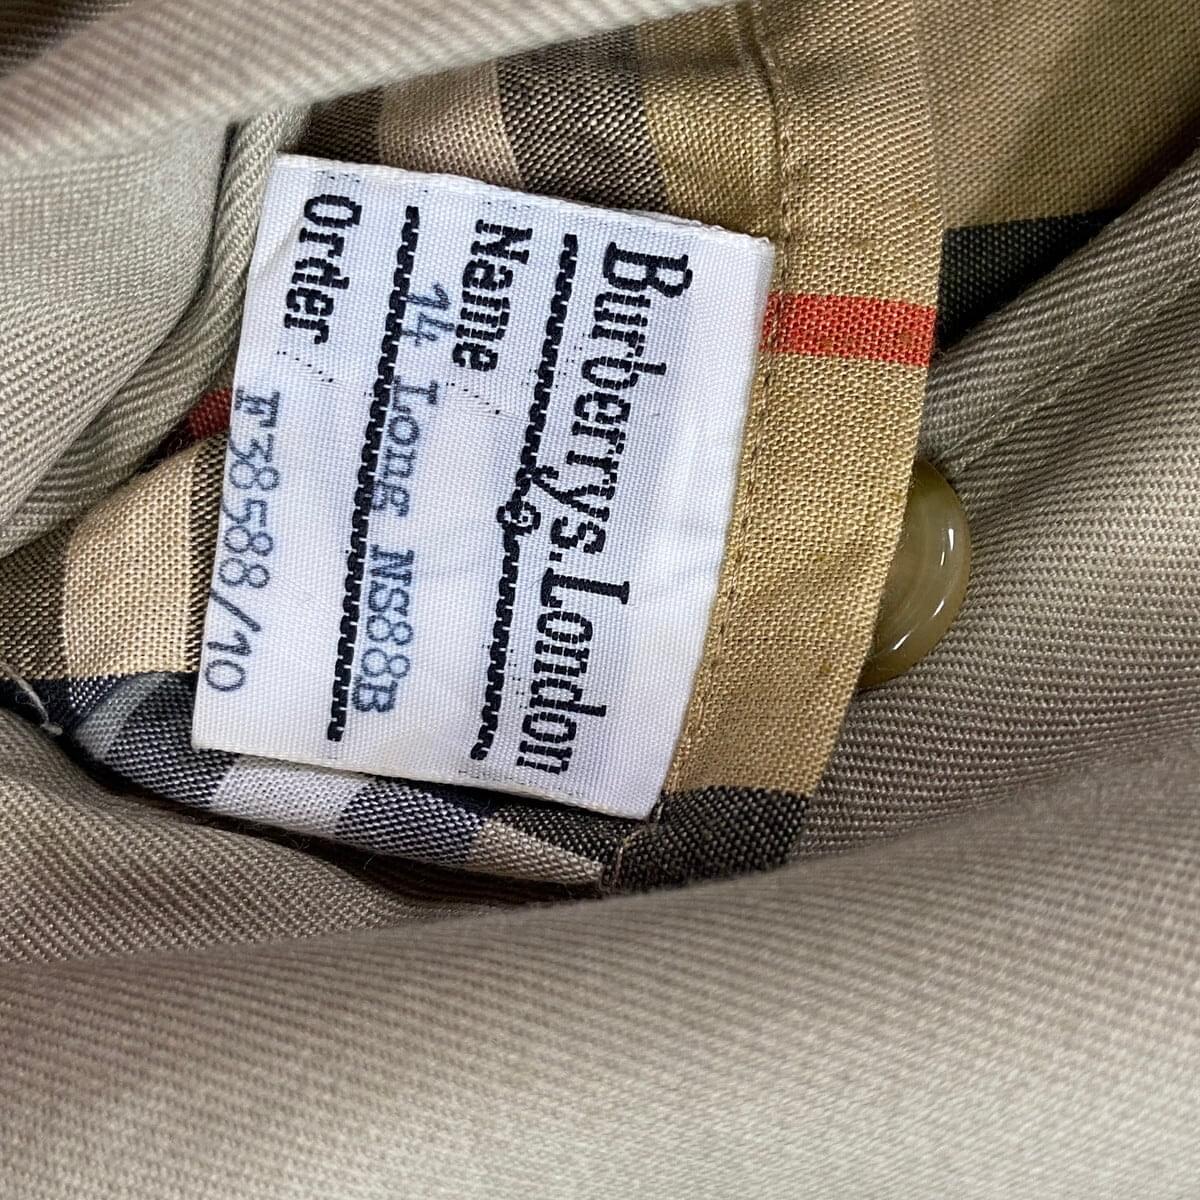 Burberrys.London
Name
14 Long NS88B
Order
F38588/10